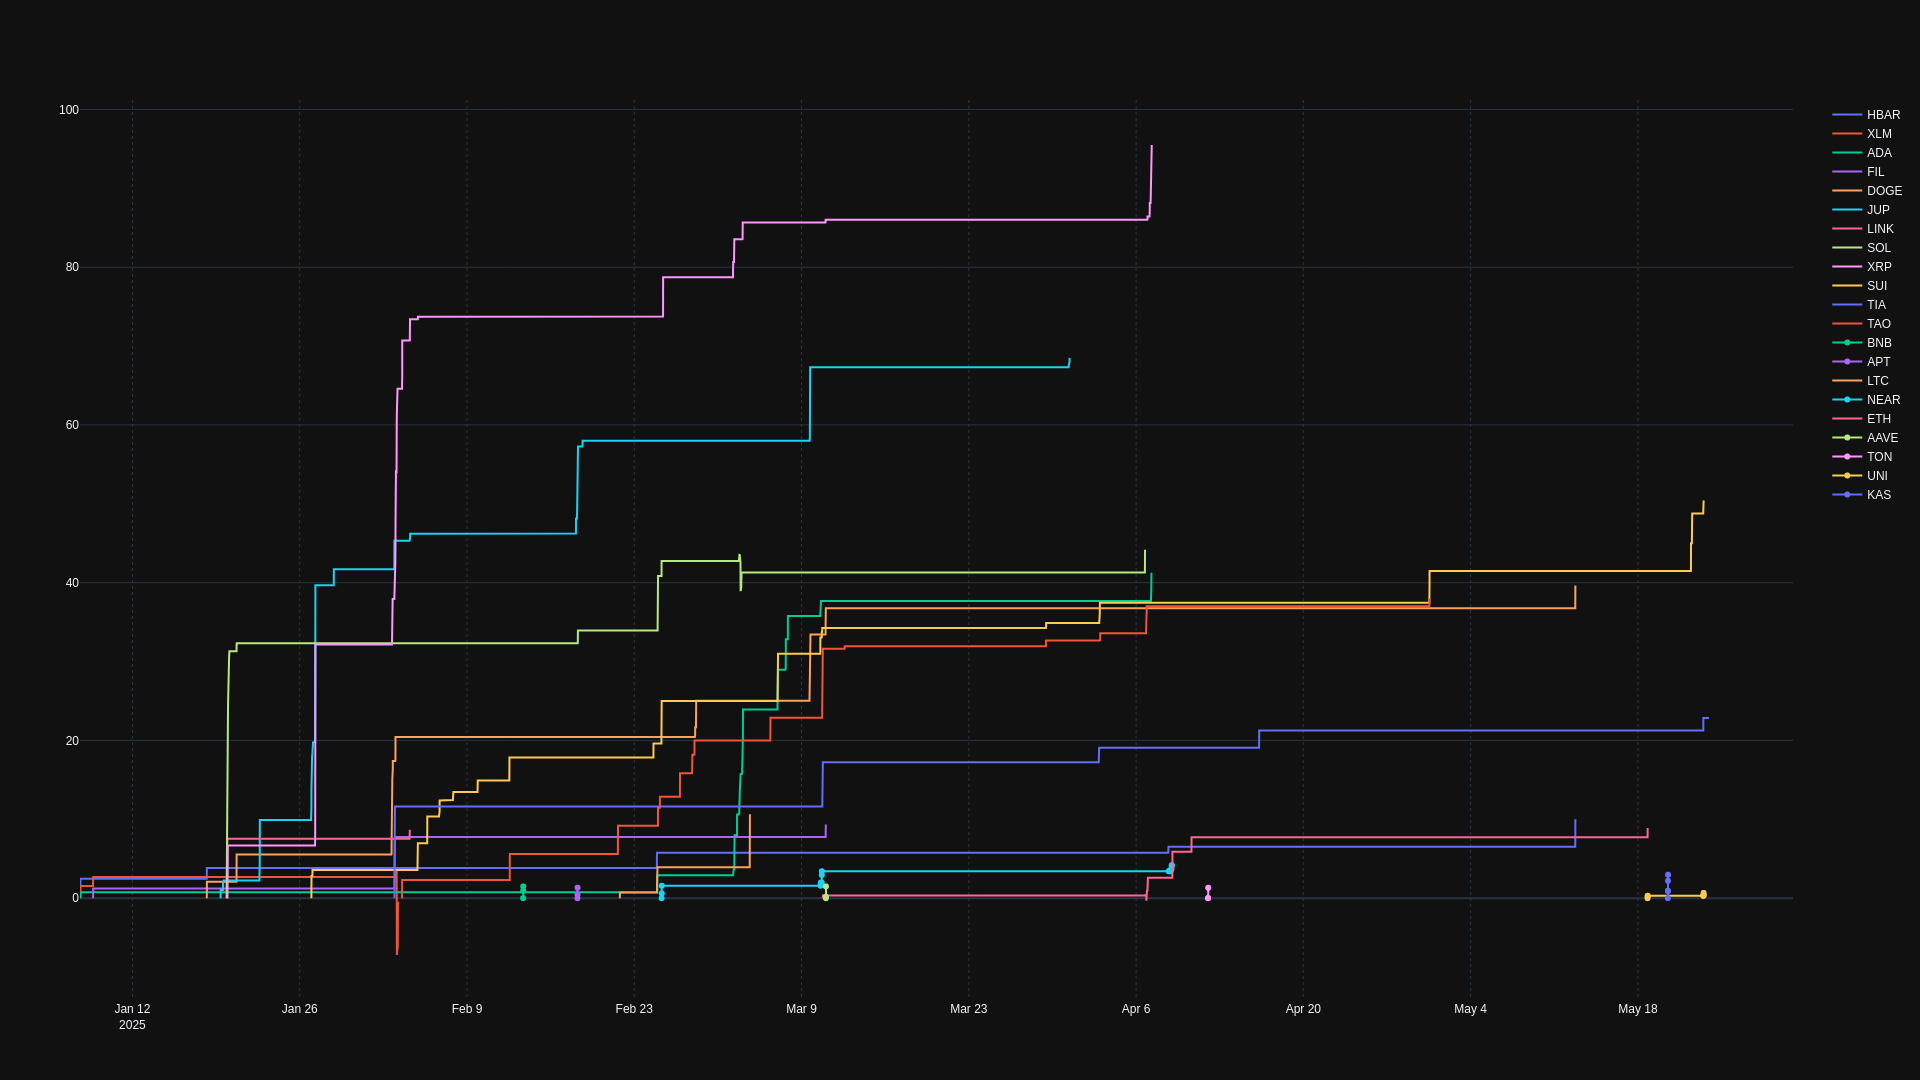 100
80
60
40
20
0
Jan 12
2025
Jan 26
Feb 9
Feb 23
Mar 9
Mar 23
Apr 6
Apr 20
May 4
May 18
HBAR
XLM
ADA
FIL
DOGE
JUP
LINK
SOL
XRP
SUI
TIA
TAO
BNB
APT
LTC
NEAR
ETH
AAVE
TON
UNI
KAS